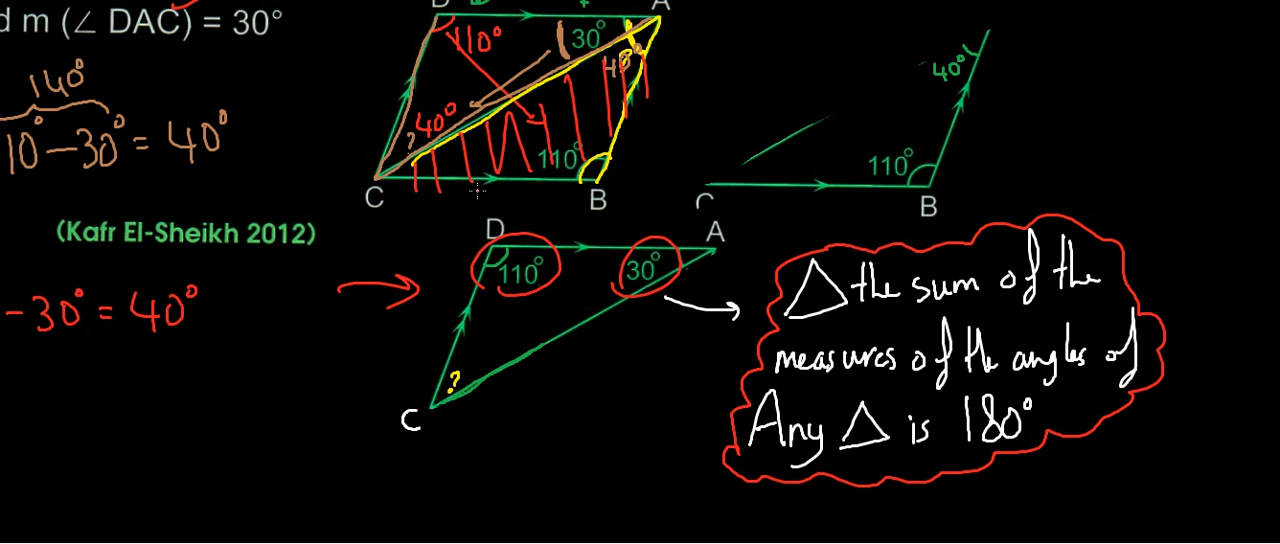 d m (∠ DAC) = 30°
140°
10° – 30° = 40°
(Kafr El-Sheikh 2012)
- 30° = 40°
A
110°
30°
40°
? 40°
110°
C
B
40°
110°
B
D
A
110°
30°
?
C
△ the sum of the
measures of the angles of
Any △ is 180°